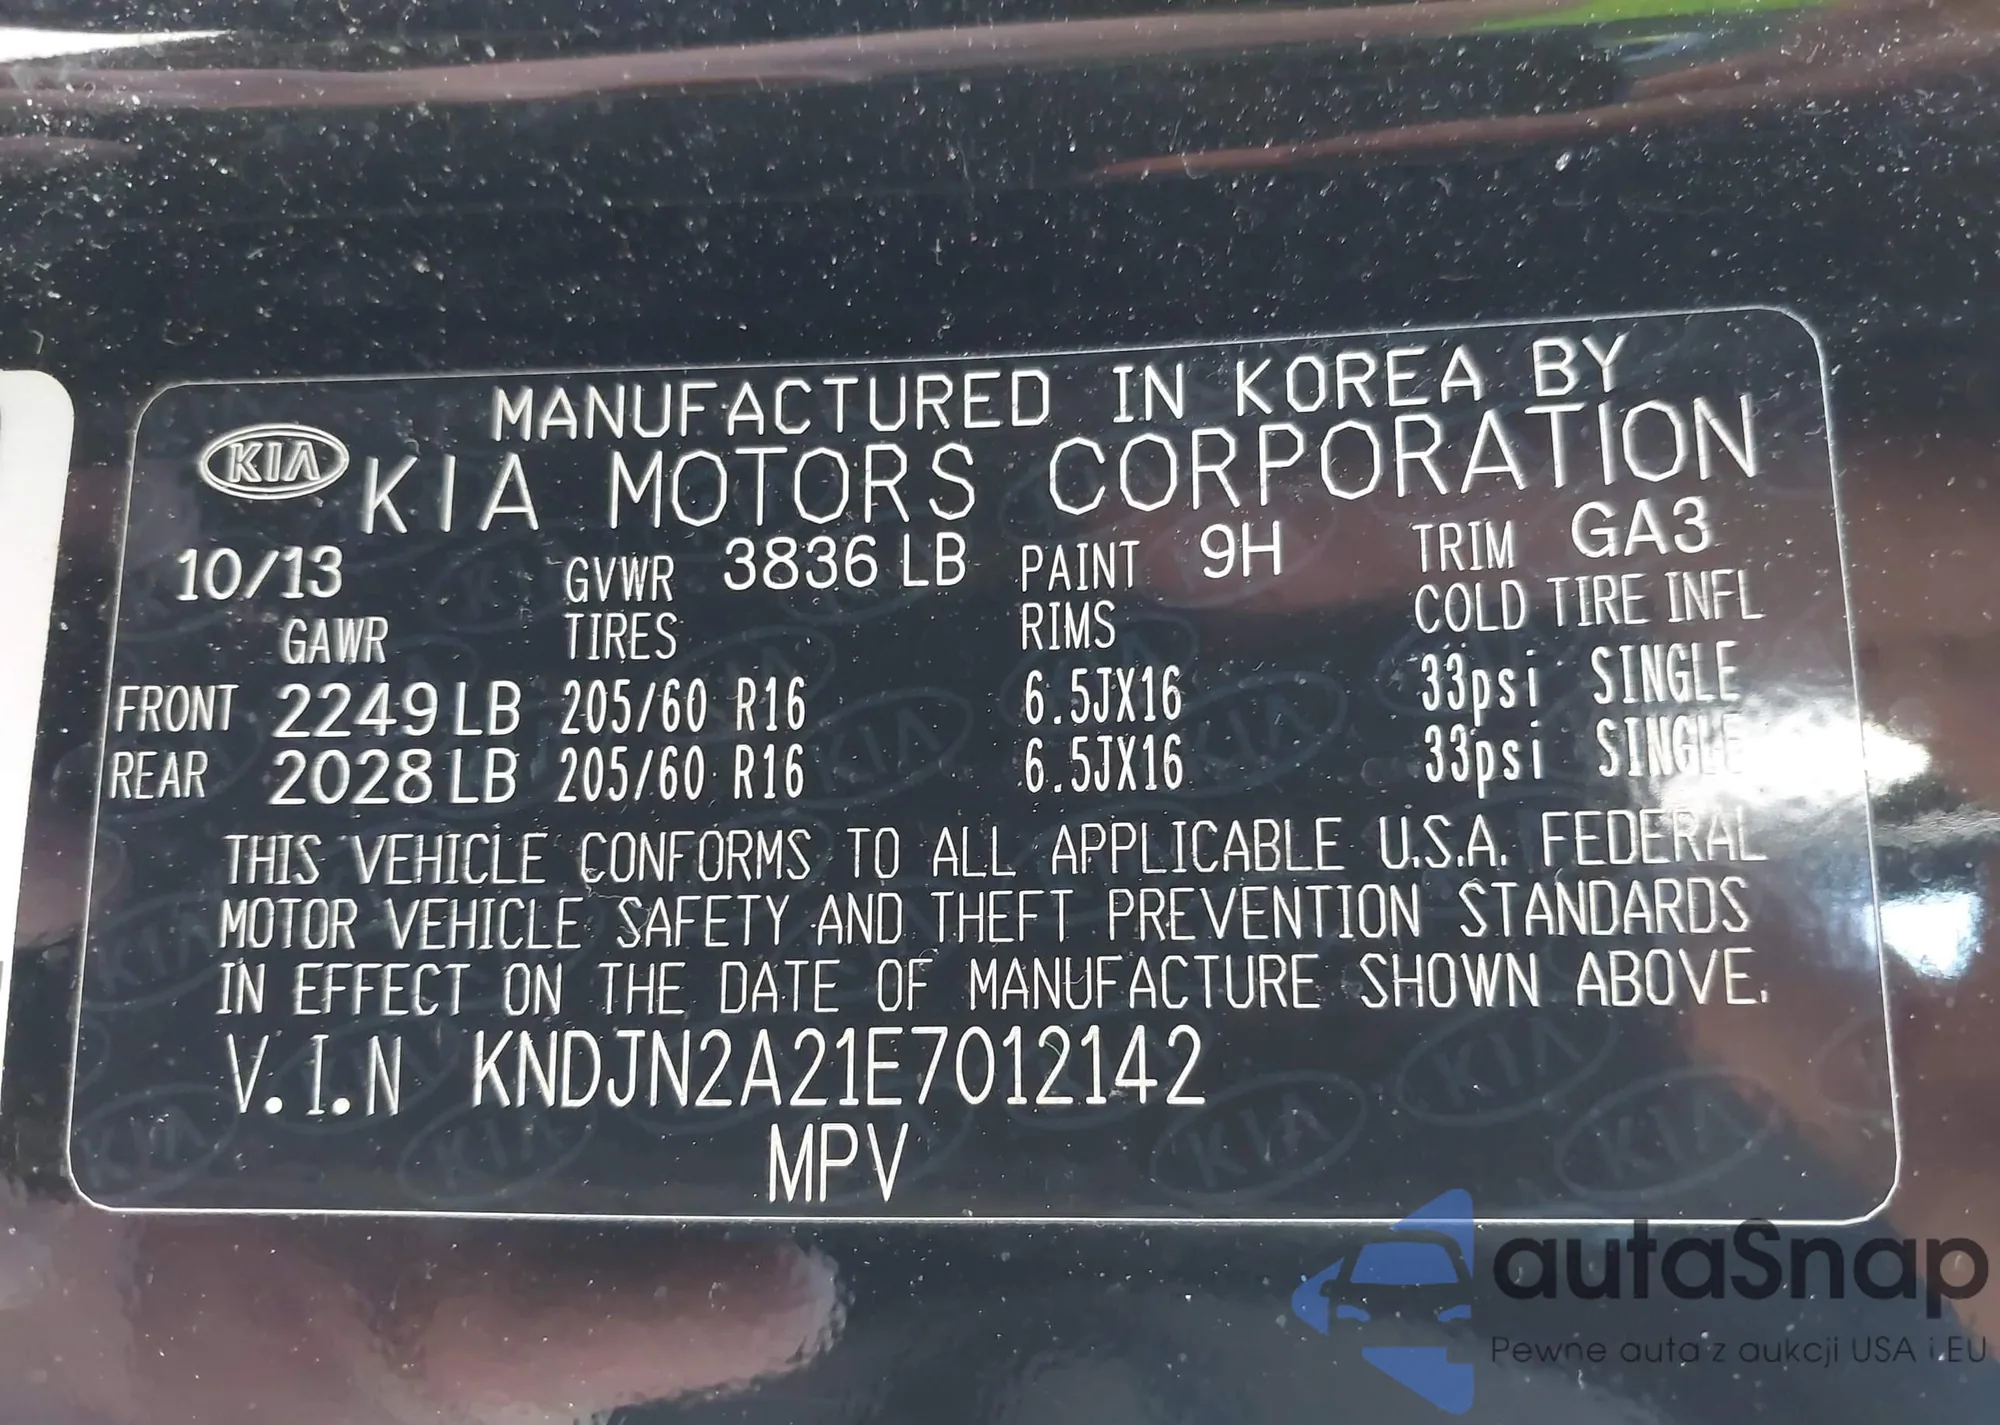 MANUFACTURED IN KOREA BY
KIA KIA MOTORS CORPORATION
10/13 GVWR 3836 LB PAINT 9H TRIM GA3
GAWR TIRES RIMS COLD TIRE INFL
FRONT 2249 LB 205/60 R16 6.5JX16 33psi SINGLE
REAR 2028 LB 205/60 R16 6.5JX16 33psi SINGLE
THIS VEHICLE CONFORMS TO ALL APPLICABLE U.S.A. FEDERAL
MOTOR VEHICLE SAFETY AND THEFT PREVENTION STANDARDS
IN EFFECT ON THE DATE OF MANUFACTURE SHOWN ABOVE.
V.I.N KNDJN2A21E7012142
MPV
autaSnap
Pewne auta z aukcji USA i EU